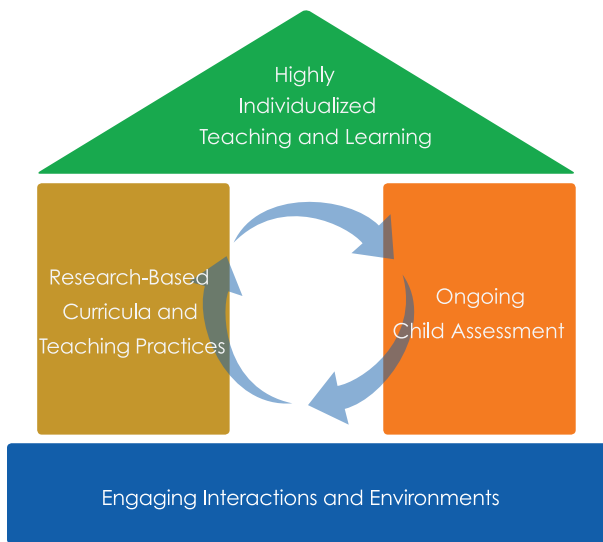 Highly
Individualized
Teaching and Learning
Research-Based
Curricula and
Teaching Practices
Ongoing
Child Assessment
Engaging Interactions and Environments